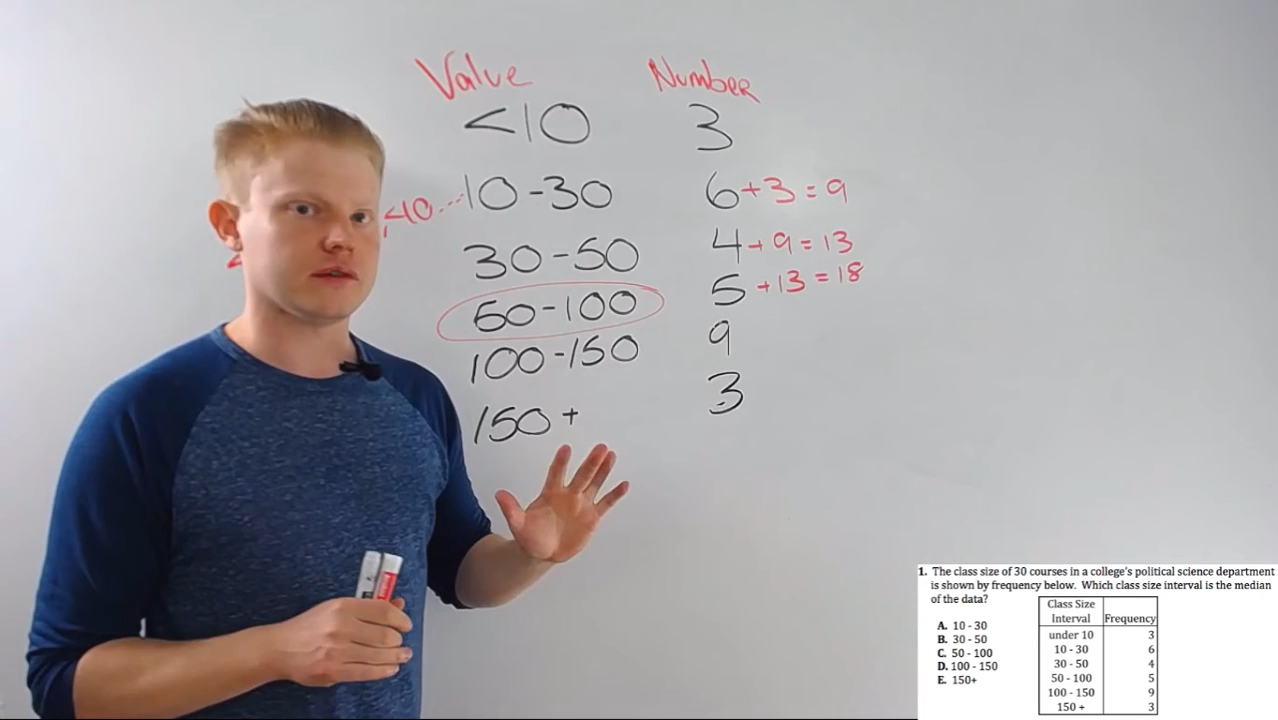 Value Number
<10 3
10-30 6+3=9
<10...
30-50 4+9=13
50-100 5+13=18
100-150 9
150+ 3
1. The class size of 30 courses in a college's political science department
is shown by frequency below. Which class size interval is the median
of the data?
A. 10 - 30
B. 30 - 50
C. 50 - 100
D. 100 - 150
E. 150+
Class Size
Interval Frequency
under 10 3
10 - 30 6
30 - 50 4
50 - 100 5
100 - 150 9
150 + 3